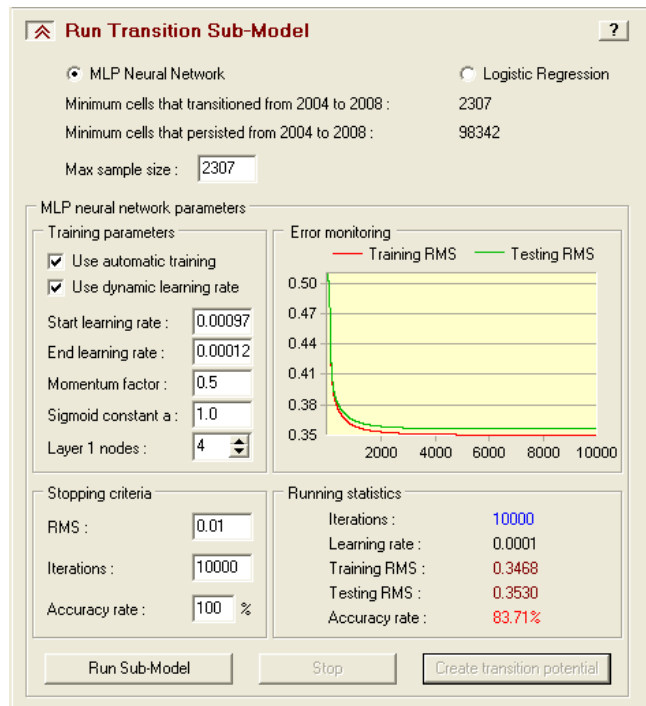 Run Transition Sub-Model ?
MLP Neural Network Logistic Regression
Minimum cells that transitioned from 2004 to 2008 : 2307
Minimum cells that persisted from 2004 to 2008 : 98342
Max sample size : 2307
MLP neural network parameters
Training parameters
Use automatic training
Use dynamic learning rate
Start learning rate : 0.00097
End learning rate : 0.00012
Momentum factor : 0.5
Sigmoid constant a : 1.0
Layer 1 nodes : 4
Error monitoring
Training RMS Testing RMS
0.50
0.47
0.44
0.41
0.38
0.35
2000 4000 6000 8000 10000
Stopping criteria
RMS : 0.01
Iterations : 10000
Accuracy rate : 100 %
Running statistics
Iterations : 10000
Learning rate : 0.0001
Training RMS : 0.3468
Testing RMS : 0.3530
Accuracy rate : 83.71%
Run Sub-Model Stop Create transition potential